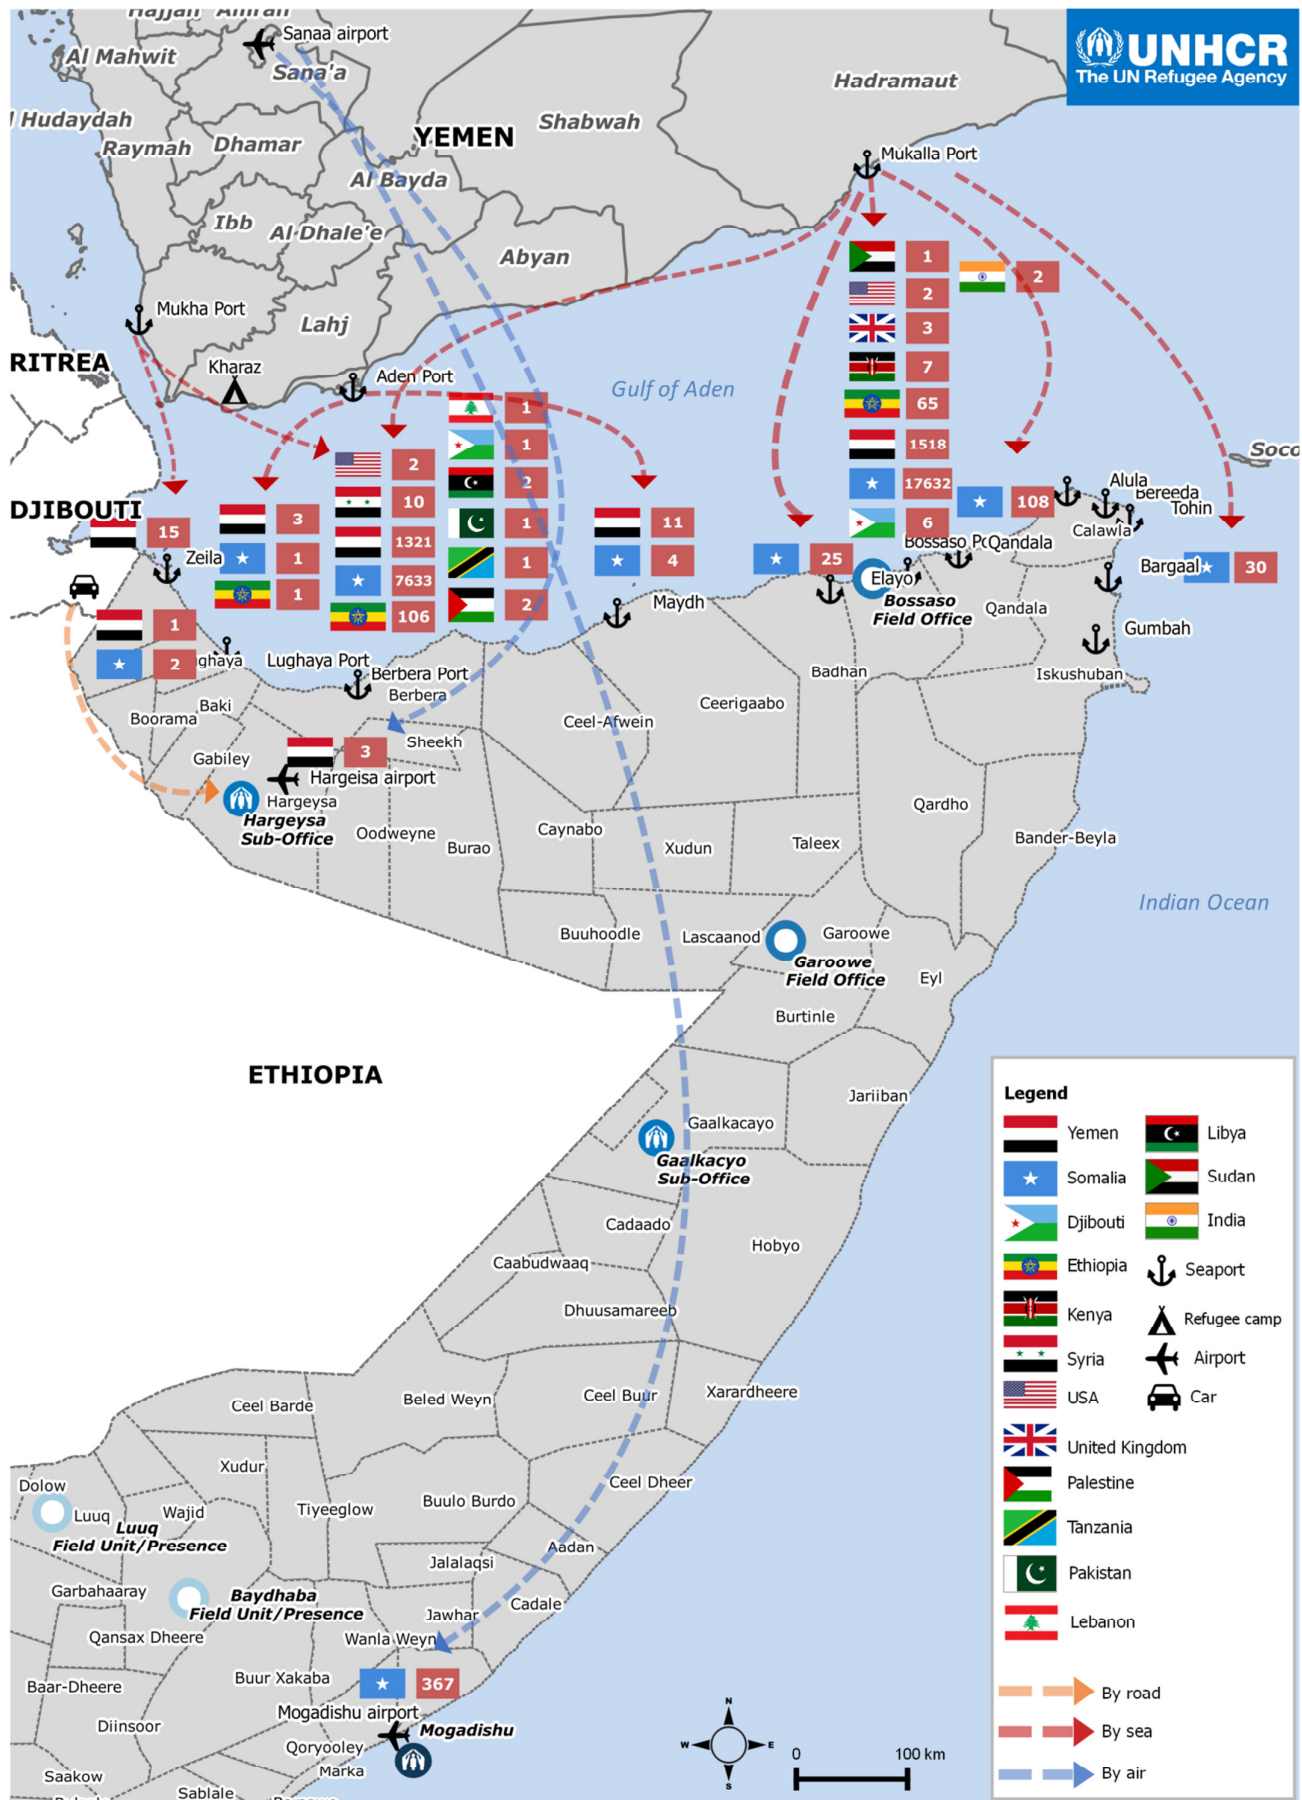 Hajjah Amran
Sanaa airport
Al Mahwit
Sana'a
UNHCR
The UN Refugee Agency
Hadramaut
Hudaydah
Raymah
Dhamar
YEMEN
Shabwah
Mukalla Port
Al Bayda
Ibb
Al Dhale'e
Abyan
1
2
2
Mukha Port
Lahj
3
RITREA
Kharaz
Aden Port
Gulf of Aden
7
65
1
1518
1
2
Soco
2
17632
10
108
Alula
Bereeda
Tohin
DJIBOUTI
15
3
1321
1
11
6
Calawla
Bossaso Po
Qandala
Zeila
1
7633
1
4
25
Elayo
Bargaal
30
1
106
2
Maydh
Bossaso
Field Office
Qandala
1
Gumbah
2
ghaya
Lughaya Port
Berbera Port
Berbera
Badhan
Iskushuban
Baki
Boorama
Ceel-Afwein
Ceerigaabo
Gabiley
3
Sheekh
Hargeisa airport
Hargeysa
Hargeysa
Sub-Office
Qardho
Oodweyne
Burao
Caynabo
Xudun
Taleex
Bander-Beyla
Indian Ocean
Buuhoodle
Lascaanod
Garoowe
Garoowe
Field Office
Eyl
Burtinle
ETHIOPIA
Jariiban
Gaalkacayo
Gaalkacyo
Sub-Office
Cadaado
Hobyo
Caabudwaaq
Dhuusamareeb
Ceel Barde
Beled Weyn
Ceel Buur
Xarardheere
Xudur
Ceel Dheer
Dolow
Luuq
Wajid
Tiyeeglow
Buulo Burdo
Luuq
Field Unit/Presence
Aadan
Jalalaqsi
Garbahaaray
Baydhaba
Field Unit/Presence
Cadale
Jawhar
Qansax Dheere
Wanla Weyn
Baar-Dheere
Buur Xakaba
367
Mogadishu airport
Mogadishu
Diinsoor
Qoryooley
Marka
Saakow
Sablale
N
W
E
S
0
100 km
Legend
Yemen
Libya
Somalia
Sudan
Djibouti
India
Ethiopia
Seaport
Kenya
Refugee camp
Syria
Airport
USA
Car
United Kingdom
Palestine
Tanzania
Pakistan
Lebanon
By road
By sea
By air